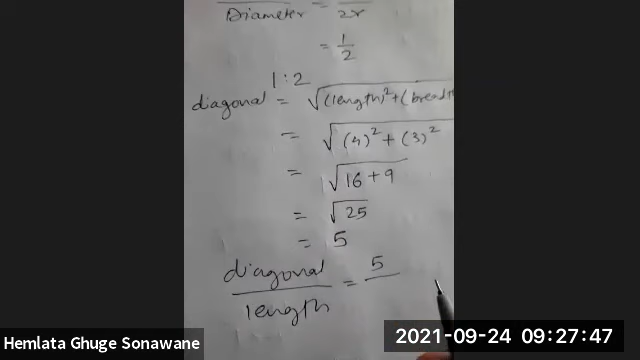 Diameter = 2r
= 1/2
1:2
diagonal = √(length)² + (breadth
= √(4)² + (3)²
= √16 + 9
= √25
= 5
diagonal / length = 5
Hemlata Ghuge Sonawane
2021-09-24 09:27:47